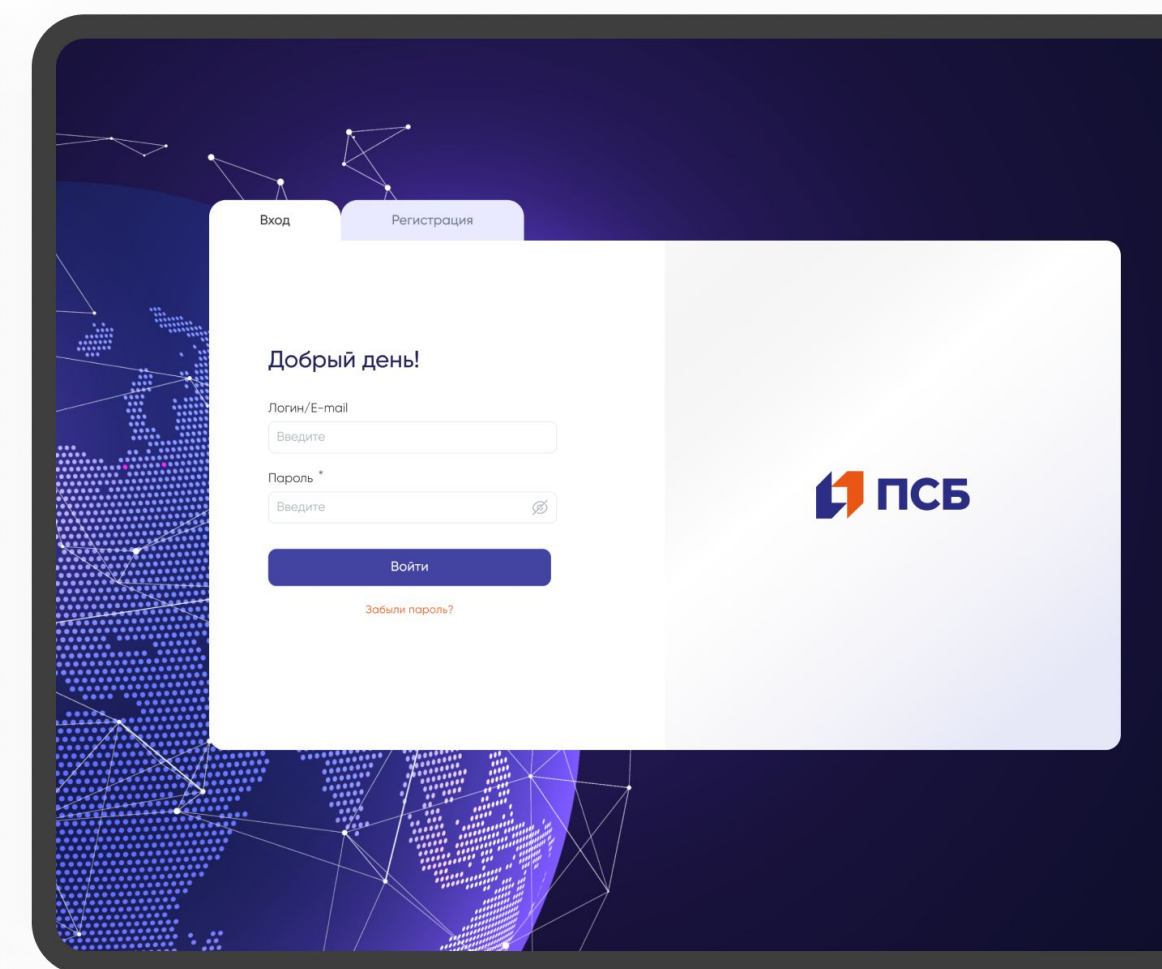 Вход
Регистрация
Добрый день!
Логин/E-mail
Введите
Пароль *
Введите
Войти
Забыли пароль?
ПСБ